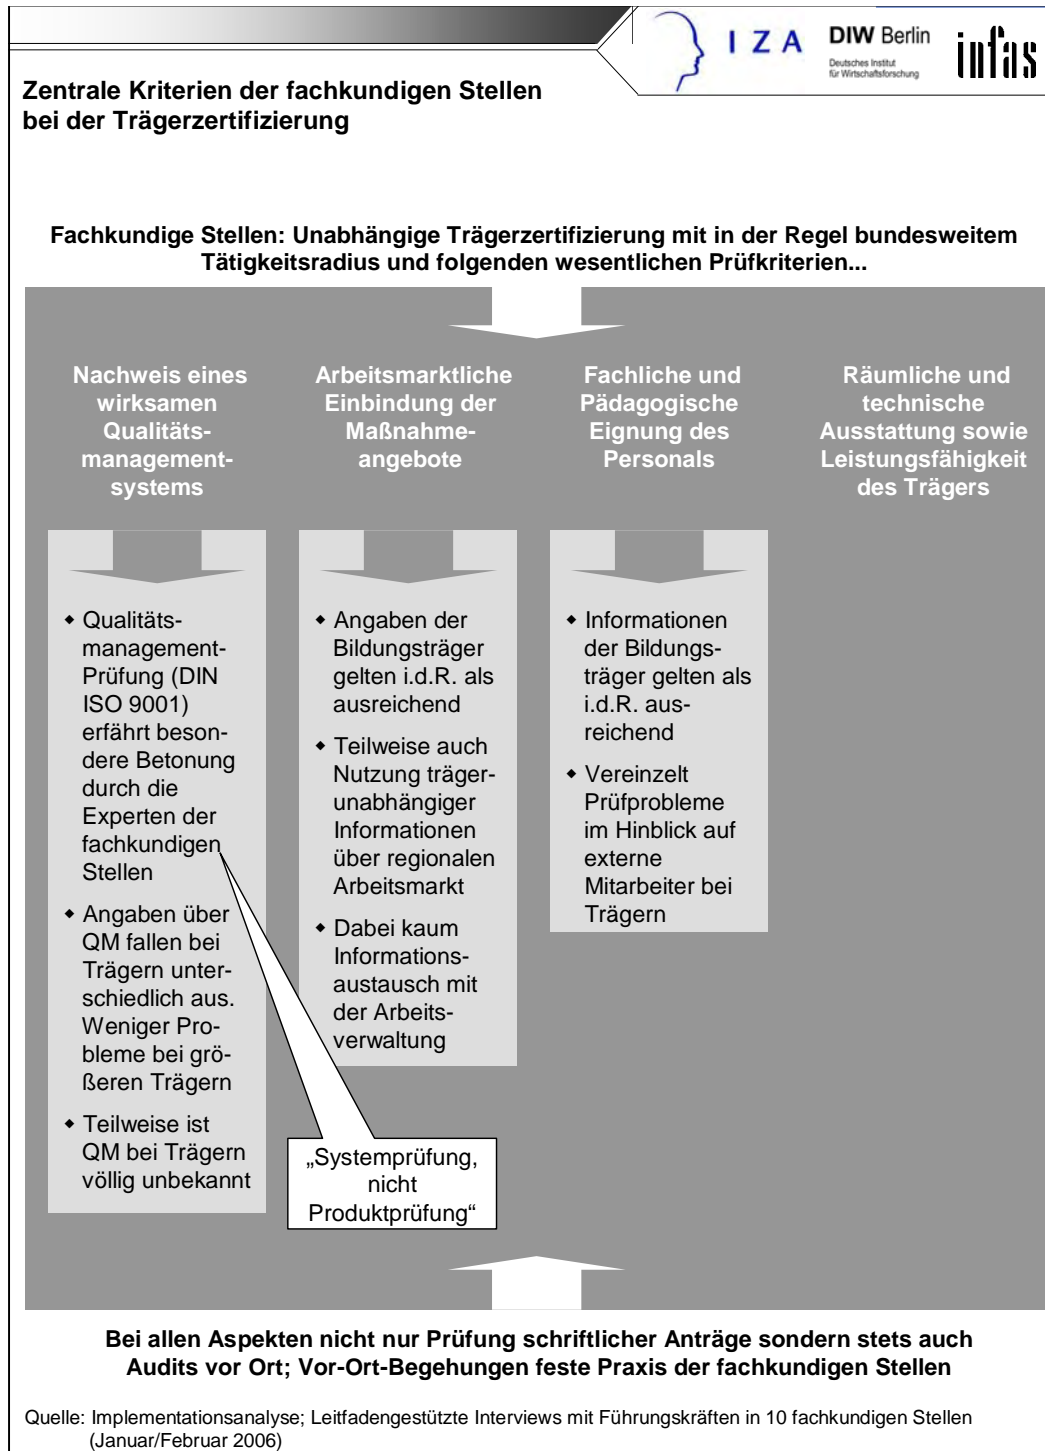 IZA
DIW Berlin
Deutsches Institut
für Wirtschaftsforschung
infas
Zentrale Kriterien der fachkundigen Stellen
bei der Trägerzertifizierung
Fachkundige Stellen: Unabhängige Trägerzertifizierung mit in der Regel bundesweitem
Tätigkeitsradius und folgenden wesentlichen Prüfkriterien...
Nachweis eines
wirksamen
Qualitäts-
management-
systems
Qualitäts-
management-
Prüfung (DIN
ISO 9001)
erfährt beson-
dere Betonung
durch die
Experten der
fachkundigen
Stellen
Angaben über
QM fallen bei
Trägern unter-
schiedlich aus.
Weniger Pro-
bleme bei grö-
ßeren Trägern
Teilweise ist
QM bei Trägern
völlig unbekannt
„Systemprüfung,
nicht
Produktprüfung“
Arbeitsmarktliche
Einbindung der
Maßnahme-
angebote
Angaben der
Bildungsträger
gelten i.d.R. als
ausreichend
Teilweise auch
Nutzung träger-
unabhängiger
Informationen
über regionalen
Arbeitsmarkt
Dabei kaum
Informations-
austausch mit
der Arbeits-
verwaltung
Fachliche und
Pädagogische
Eignung des
Personals
Informationen
der Bildungs-
träger gelten als
i.d.R. aus-
reichend
Vereinzelt
Prüfprobleme
im Hinblick auf
externe
Mitarbeiter bei
Trägern
Räumliche und
technische
Ausstattung sowie
Leistungsfähigkeit
des Trägers
Bei allen Aspekten nicht nur Prüfung schriftlicher Anträge sondern stets auch
Audits vor Ort; Vor-Ort-Begehungen feste Praxis der fachkundigen Stellen
Quelle: Implementationsanalyse; Leitfadengestützte Interviews mit Führungskräften in 10 fachkundigen Stellen
(Januar/Februar 2006)